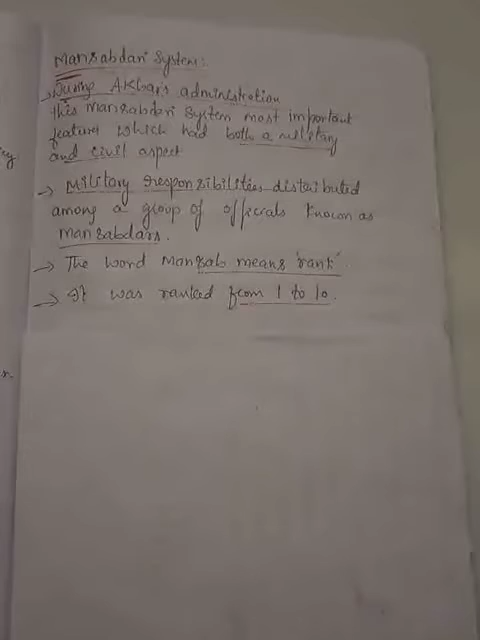 Mansabdari System:
→ During AKbar's administration
this mansabdari System most important
feature which had both a military
and civil aspect
→ Military responsibilities distributed
among a group of officials known as
mansabdars.
→ The word Mansab means 'rank'.
→ It was ranked from 1 to 10.